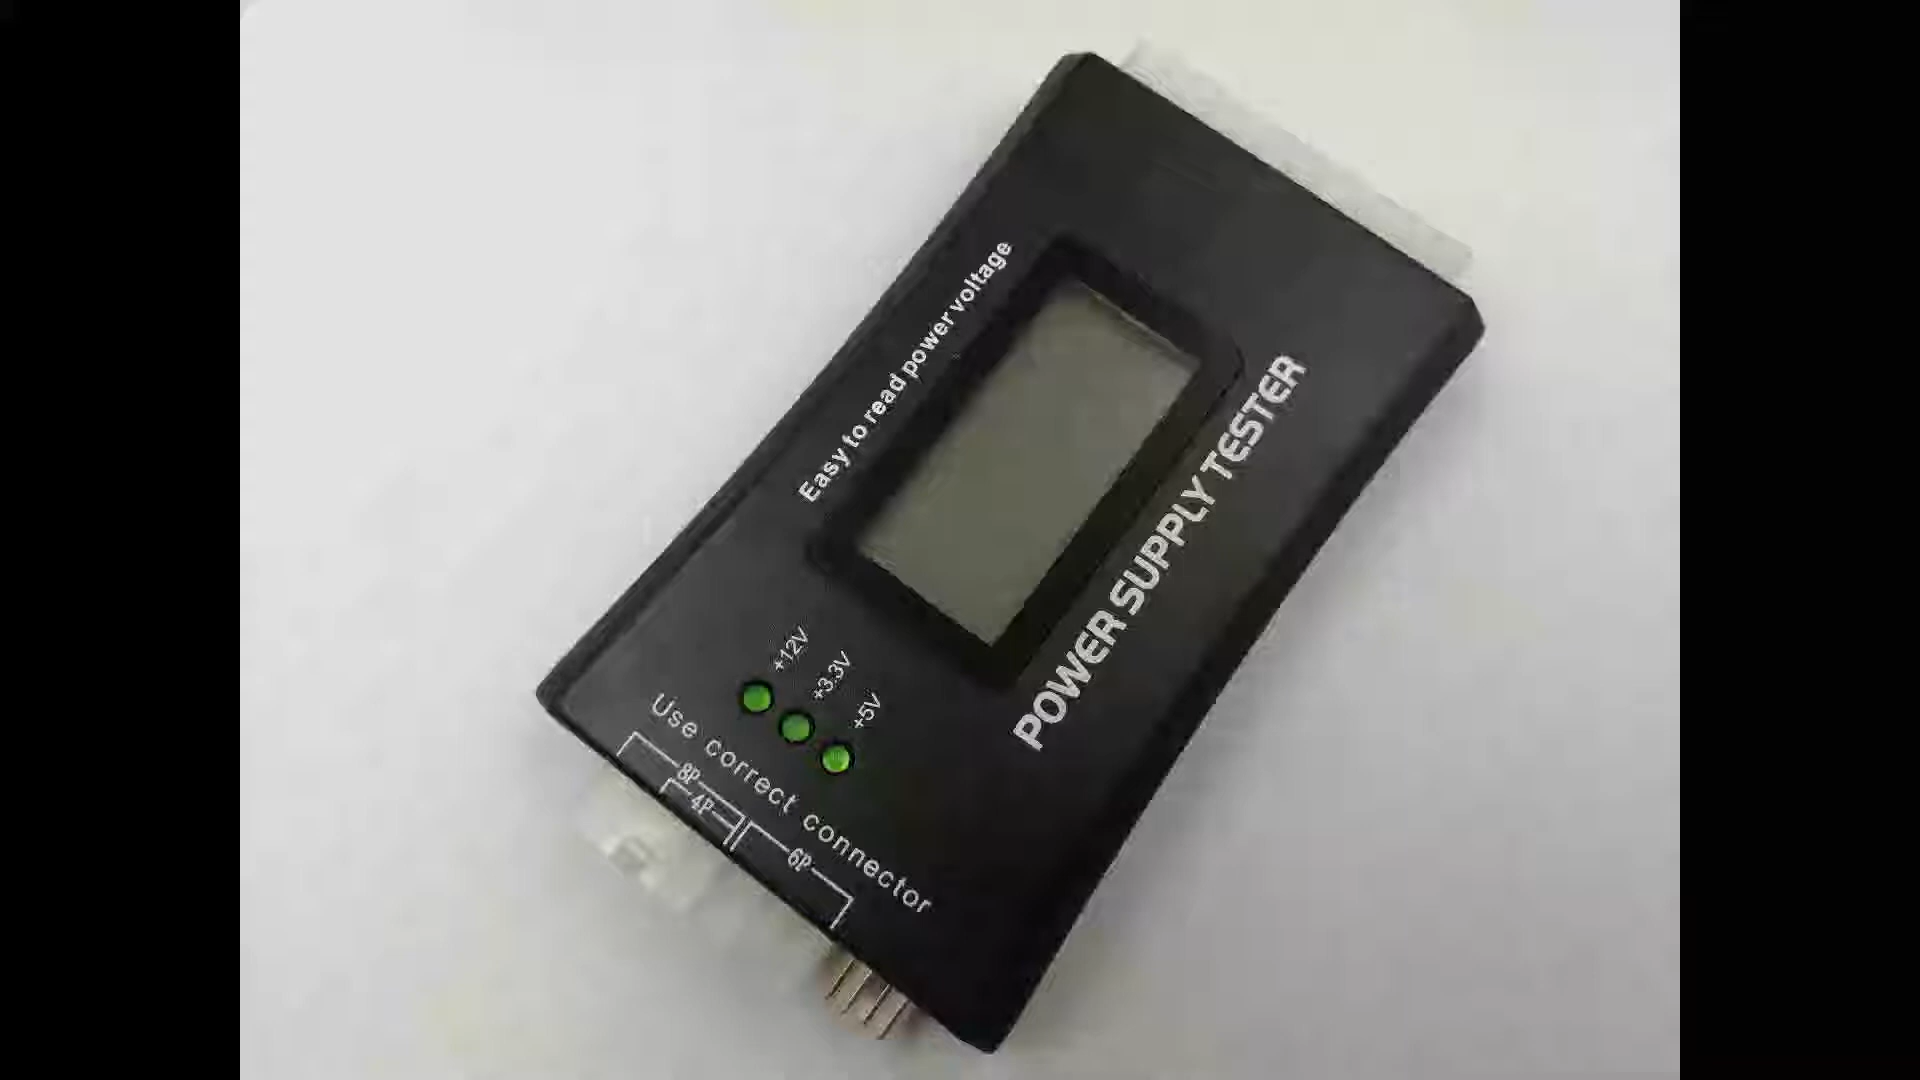 Easy to read power voltage
POWER SUPPLY TESTER
+12V
+3.3V
+5V
Use correct connector
8P
4P
6P